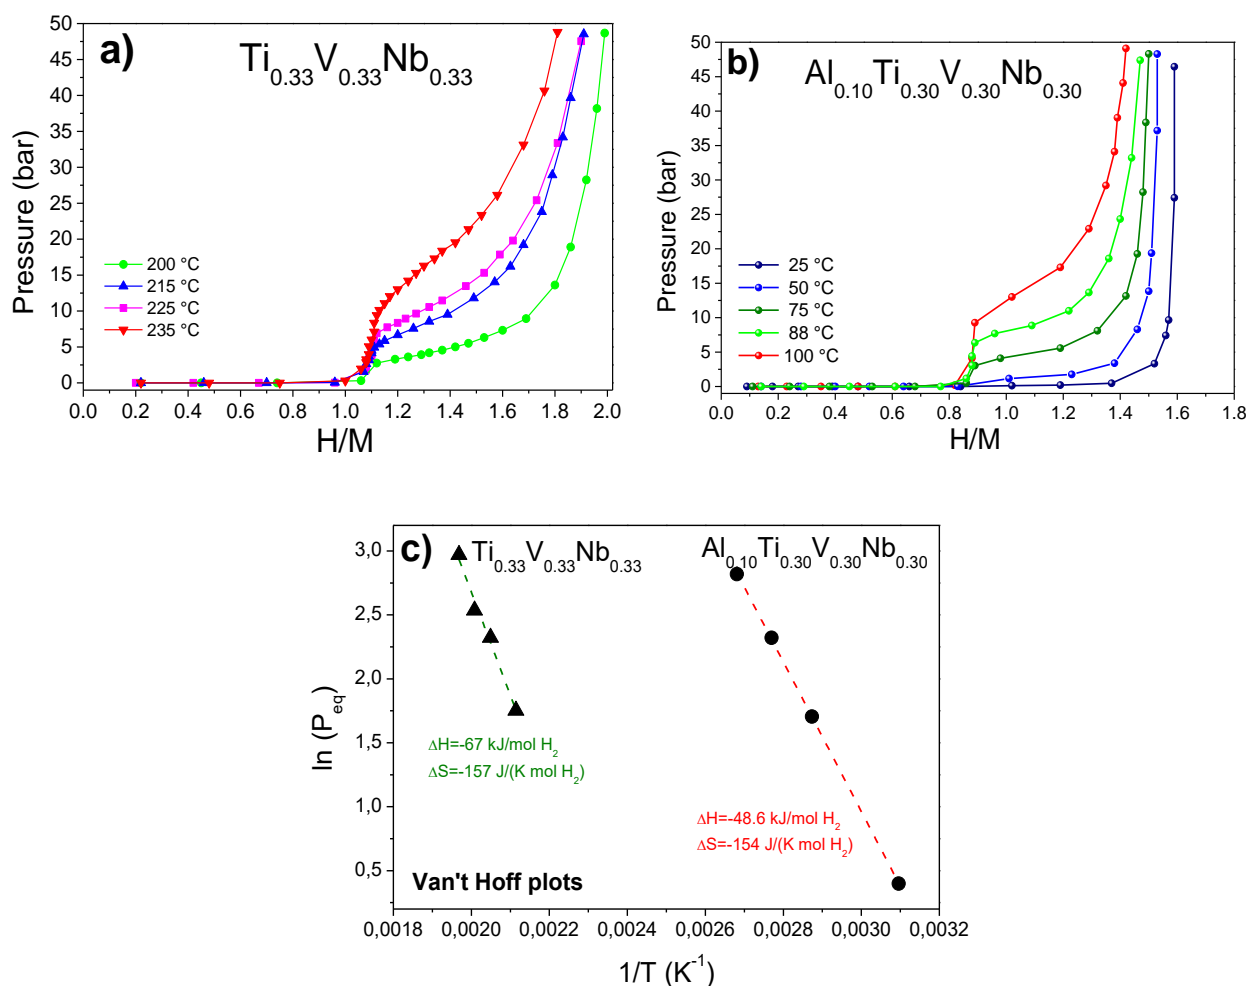 a)
Ti0.33V0.33Nb0.33
50
45
40
35
30
25
20
15
10
5
0
Pressure (bar)
200 °C
215 °C
225 °C
235 °C
0.0 0.2 0.4 0.6 0.8 1.0 1.2 1.4 1.6 1.8 2.0
H/M
b)
Al0.10Ti0.30V0.30Nb0.30
50
45
40
35
30
25
20
15
10
5
0
Pressure (bar)
25 °C
50 °C
75 °C
88 °C
100 °C
0.0 0.2 0.4 0.6 0.8 1.0 1.2 1.4 1.6 1.8
H/M
c)
Ti0.33V0.33Nb0.33
Al0.10Ti0.30V0.30Nb0.30
3,0
2,5
2,0
1,5
1,0
0,5
ln (Peq)
ΔH=-67 kJ/mol H2
ΔS=-157 J/(K mol H2)
ΔH=-48.6 kJ/mol H2
ΔS=-154 J/(K mol H2)
Van't Hoff plots
0,0018 0,0020 0,0022 0,0024 0,0026 0,0028 0,0030 0,0032
1/T (K-1)